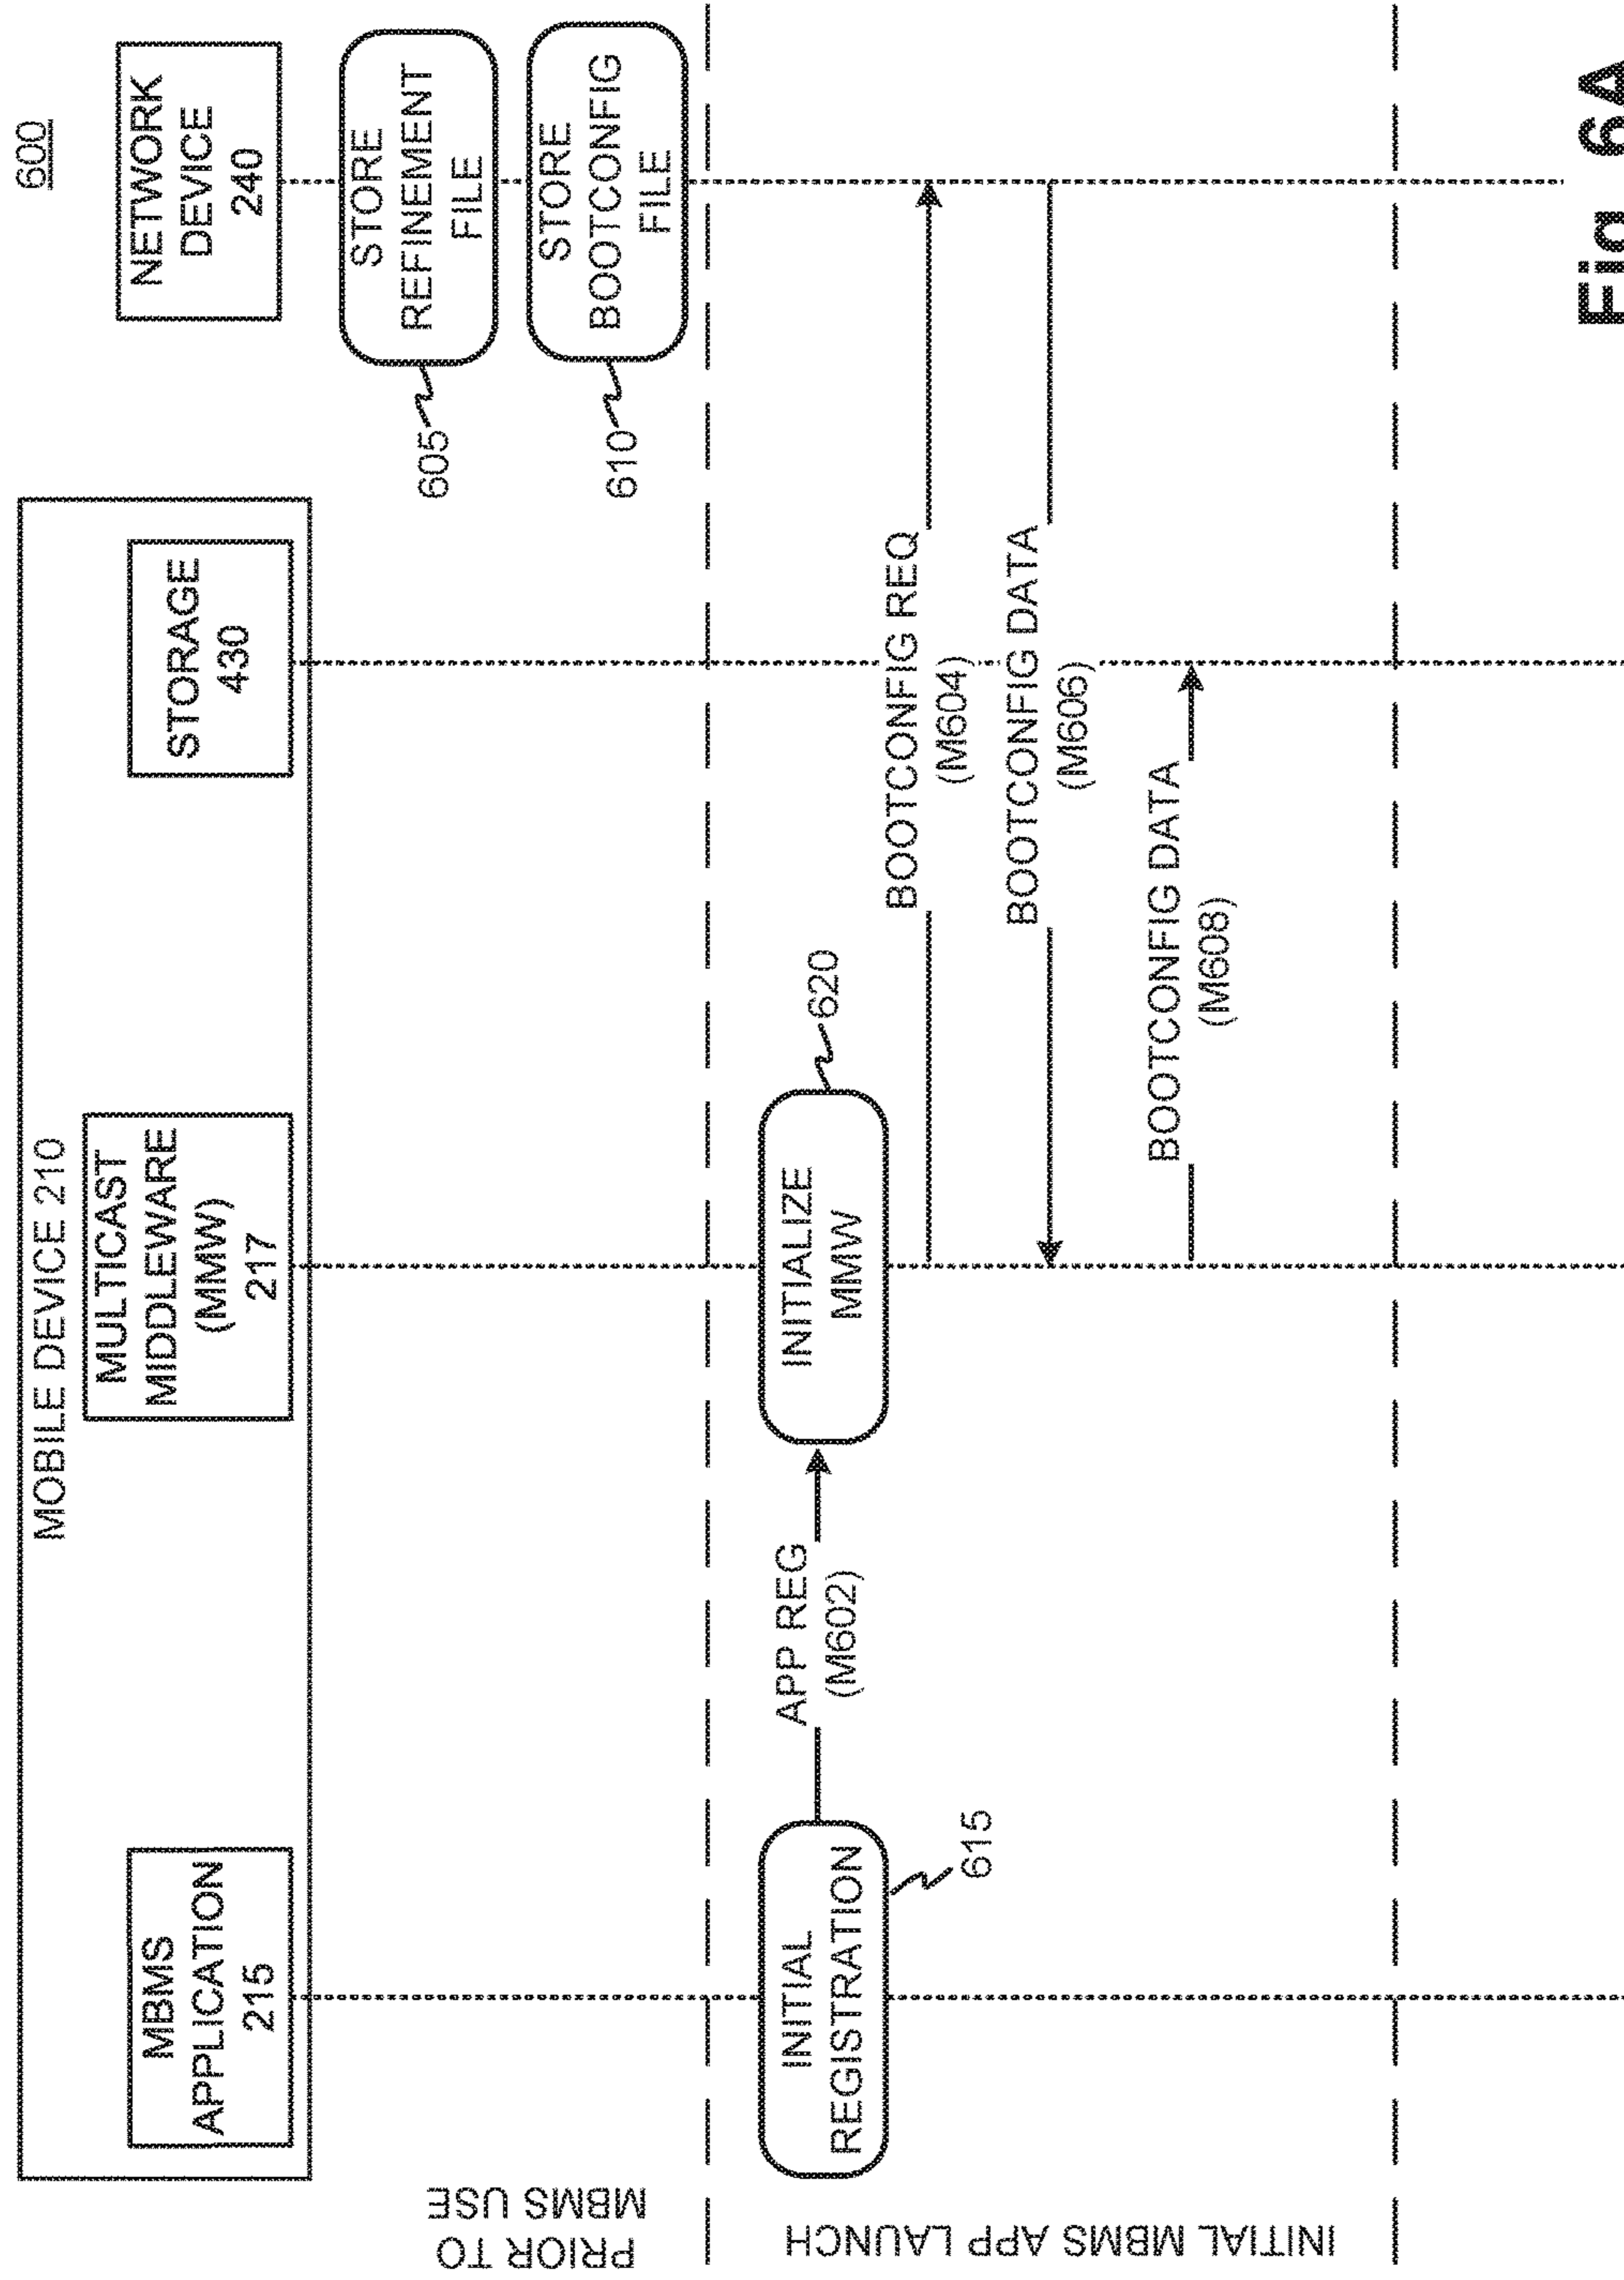 600
MOBILE DEVICE 210
MBMS
APPLICATION
215
MULTICAST
MIDDLEWARE
(MMW)
217
STORAGE
430
NETWORK
DEVICE
240
PRIOR TO
MBMS USE
605
STORE
REFINEMENT
FILE
610
STORE
BOOTCONFIG
FILE
INITIAL MBMS APP LAUNCH
INITIAL
REGISTRATION
615
APP REG
(M602)
INITIALIZE
MMW
620
BOOTCONFIG REQ
(M604)
BOOTCONFIG DATA
(M606)
BOOTCONFIG DATA
(M608)
Fig. 6A